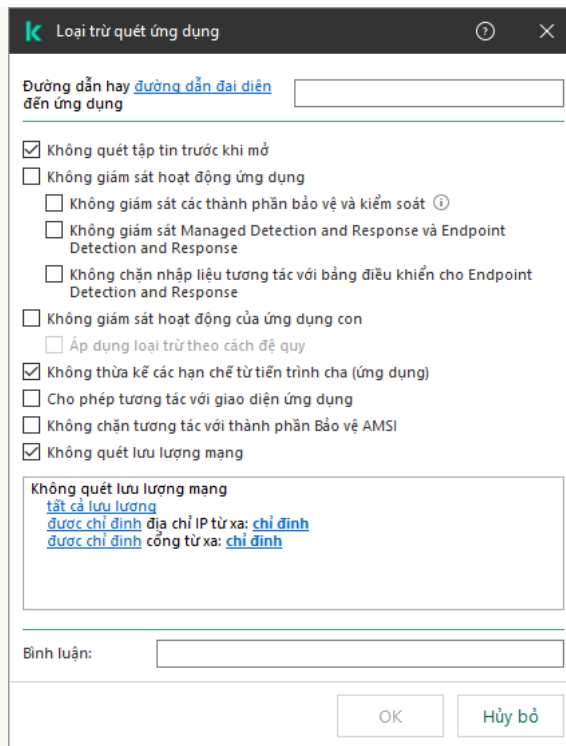 Loại trừ quét ứng dụng
Đường dẫn hay đường dẫn đại diện
đến ứng dụng
Không quét tập tin trước khi mở
Không giám sát hoạt động ứng dụng
Không giám sát các thành phần bảo vệ và kiểm soát
Không giám sát Managed Detection and Response và Endpoint
Detection and Response
Không chặn nhập liệu tương tác với bảng điều khiển cho Endpoint
Detection and Response
Không giám sát hoạt động của ứng dụng con
Áp dụng loại trừ theo cách đệ quy
Không thừa kế các hạn chế từ tiến trình cha (ứng dụng)
Cho phép tương tác với giao diện ứng dụng
Không chặn tương tác với thành phần Bảo vệ AMSI
Không quét lưu lượng mạng
Không quét lưu lượng mạng
tất cả lưu lượng
được chỉ định địa chỉ IP từ xa: chỉ định
được chỉ định cổng từ xa: chỉ định
Bình luận:
OK
Hủy bỏ